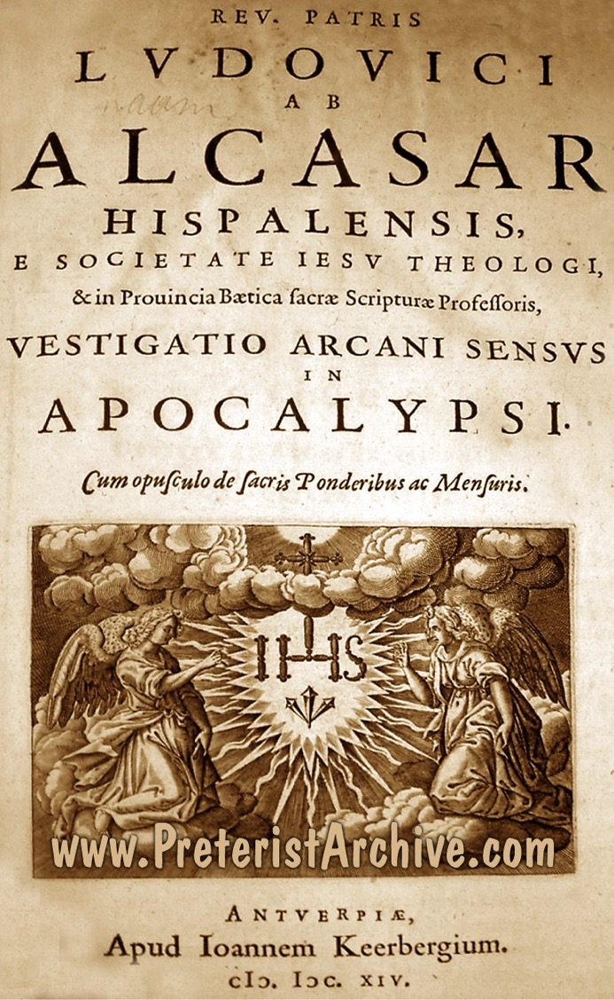 REV. PATRIS
LVDOVICI
AB
ALCASAR
HISPALENSIS,
E SOCIETATE IESV THEOLOGI,
& in Prouincia Bætica ſacræ Scripturæ Profeſſoris,
VESTIGATIO ARCANI SENSVS
IN
APOCALYPSI.
Cum opuſculo de ſacris Ponderibus ac Menſuris.
IHS
www.PreteristArchive.com
ANTVERPIÆ,
Apud Ioannem Keerbergium.
cIↄ. Iↄc. XIV.